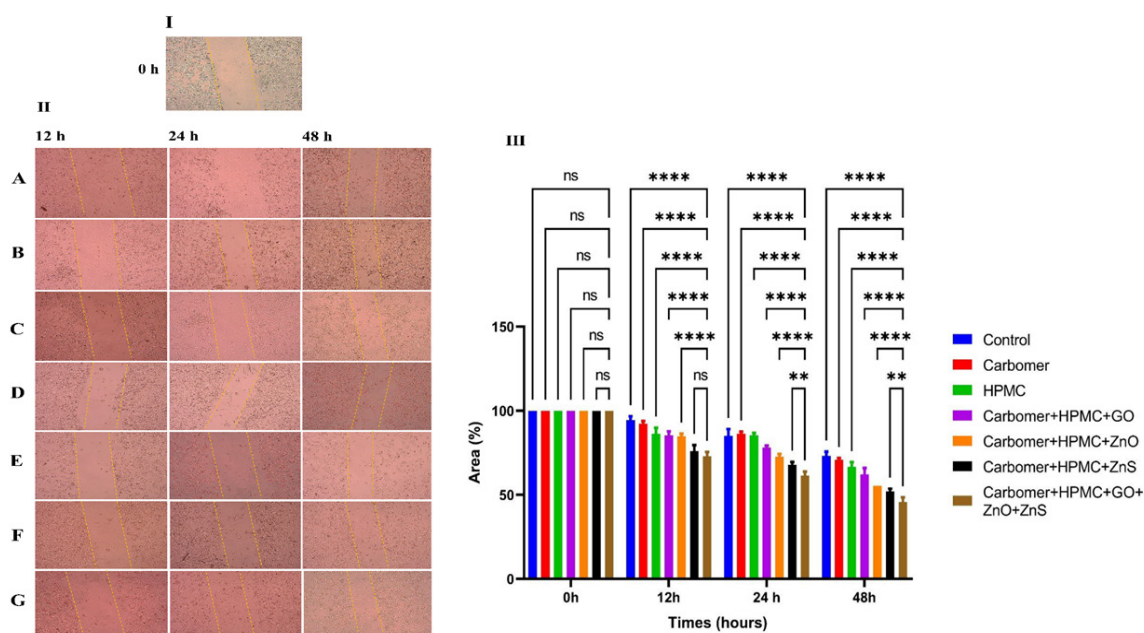 I
0 h
II
12 h 24 h 48 h
A
B
C
D
E
F
G
III
ns **** **** ****
ns **** **** ****
ns **** **** ****
ns **** **** ****
ns **** **** ****
ns ns ** **
150
100
50
0
Area (%)
0h 12h 24 h 48h
Times (hours)
Control
Carbomer
HPMC
Carbomer+HPMC+GO
Carbomer+HPMC+ZnO
Carbomer+HPMC+ZnS
Carbomer+HPMC+GO+
ZnO+ZnS